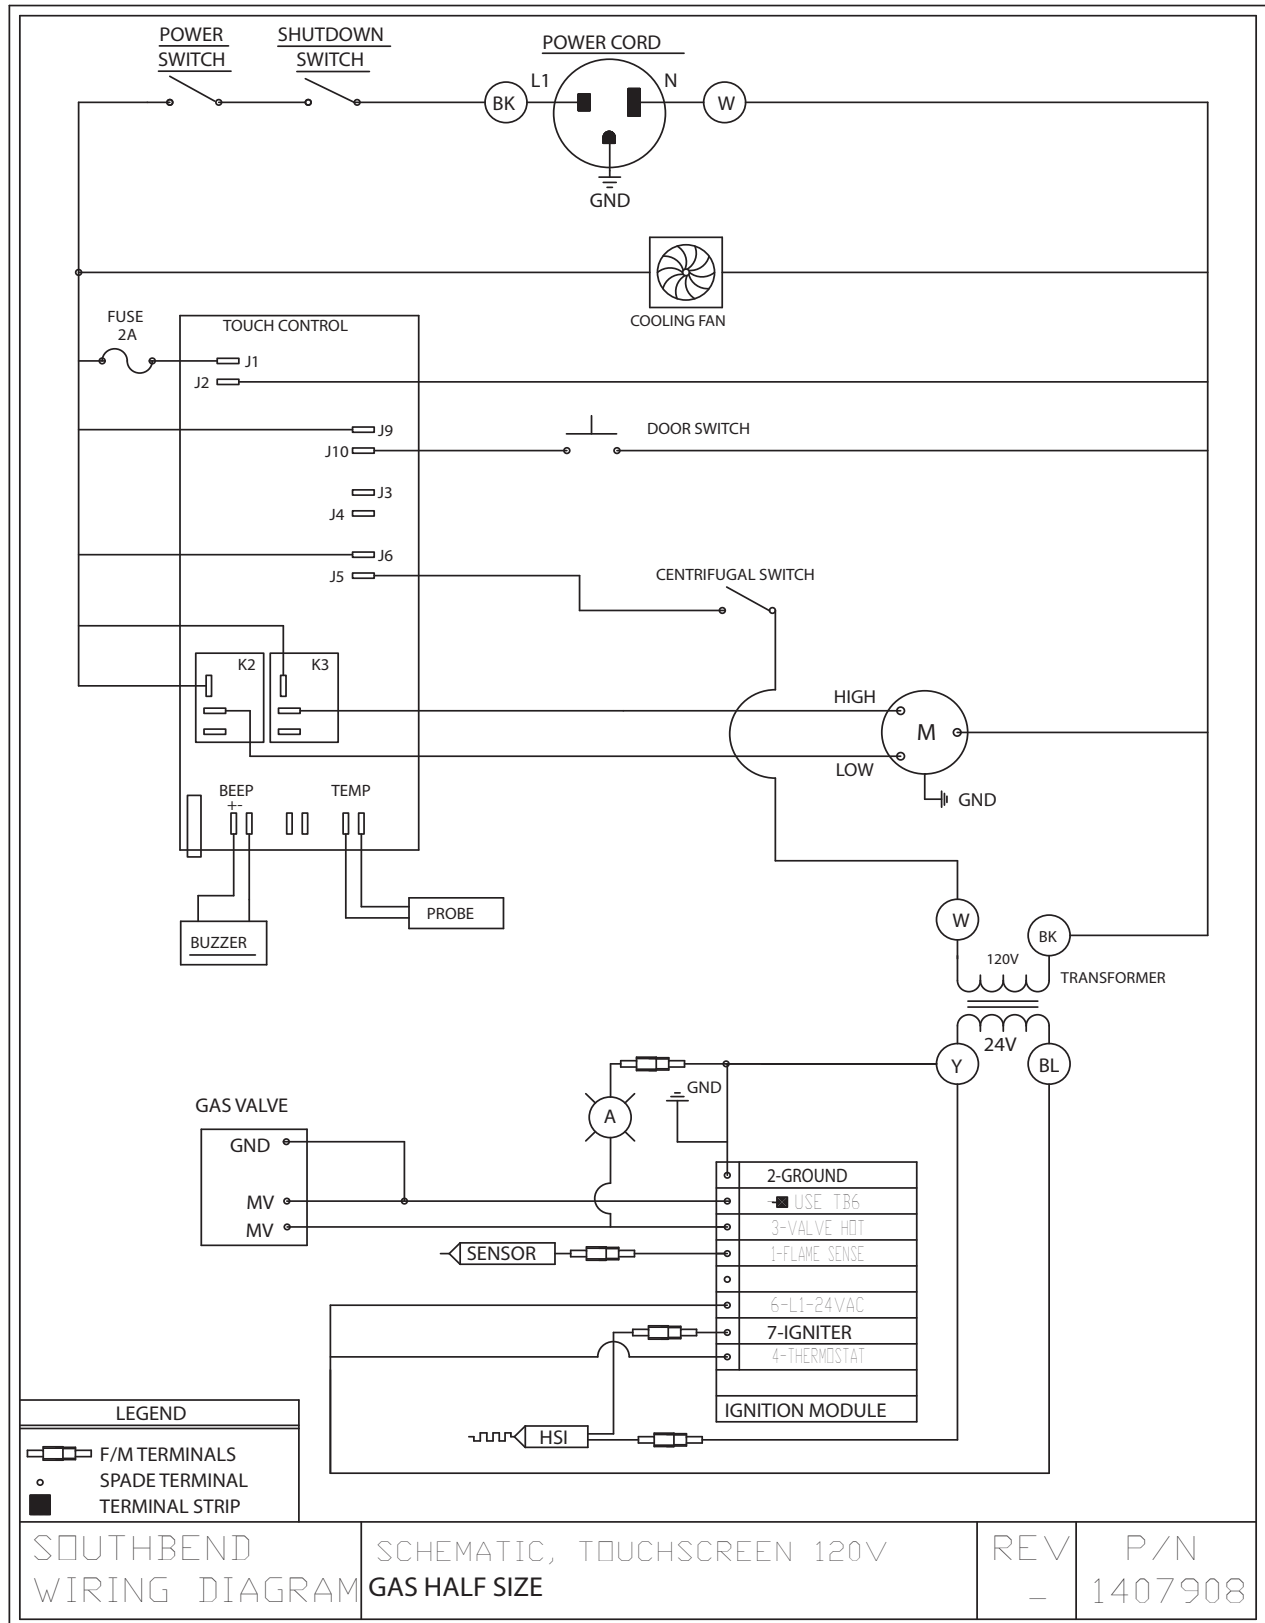 POWER SWITCH
SHUTDOWN SWITCH
POWER CORD
L1
N
BK
W
GND
COOLING FAN
FUSE 2A
TOUCH CONTROL
J1
J2
J9
J10
DOOR SWITCH
J3
J4
J6
J5
CENTRIFUGAL SWITCH
K2
K3
HIGH
M
LOW
GND
BEEP
+-
TEMP
PROBE
BUZZER
W
BK
120V
TRANSFORMER
24V
Y
BL
GND
A
GAS VALVE
GND
MV
MV
2-GROUND
USE TB6
3-VALVE HOT
SENSOR
1-FLAME SENSE
6-L1-24VAC
7-IGNITER
4-THERMOSTAT
IGNITION MODULE
HSI
LEGEND
F/M TERMINALS
SPADE TERMINAL
TERMINAL STRIP
SOUTHBEND
WIRING DIAGRAM
SCHEMATIC, TOUCHSCREEN 120V
GAS HALF SIZE
REV
-
P/N
1407908